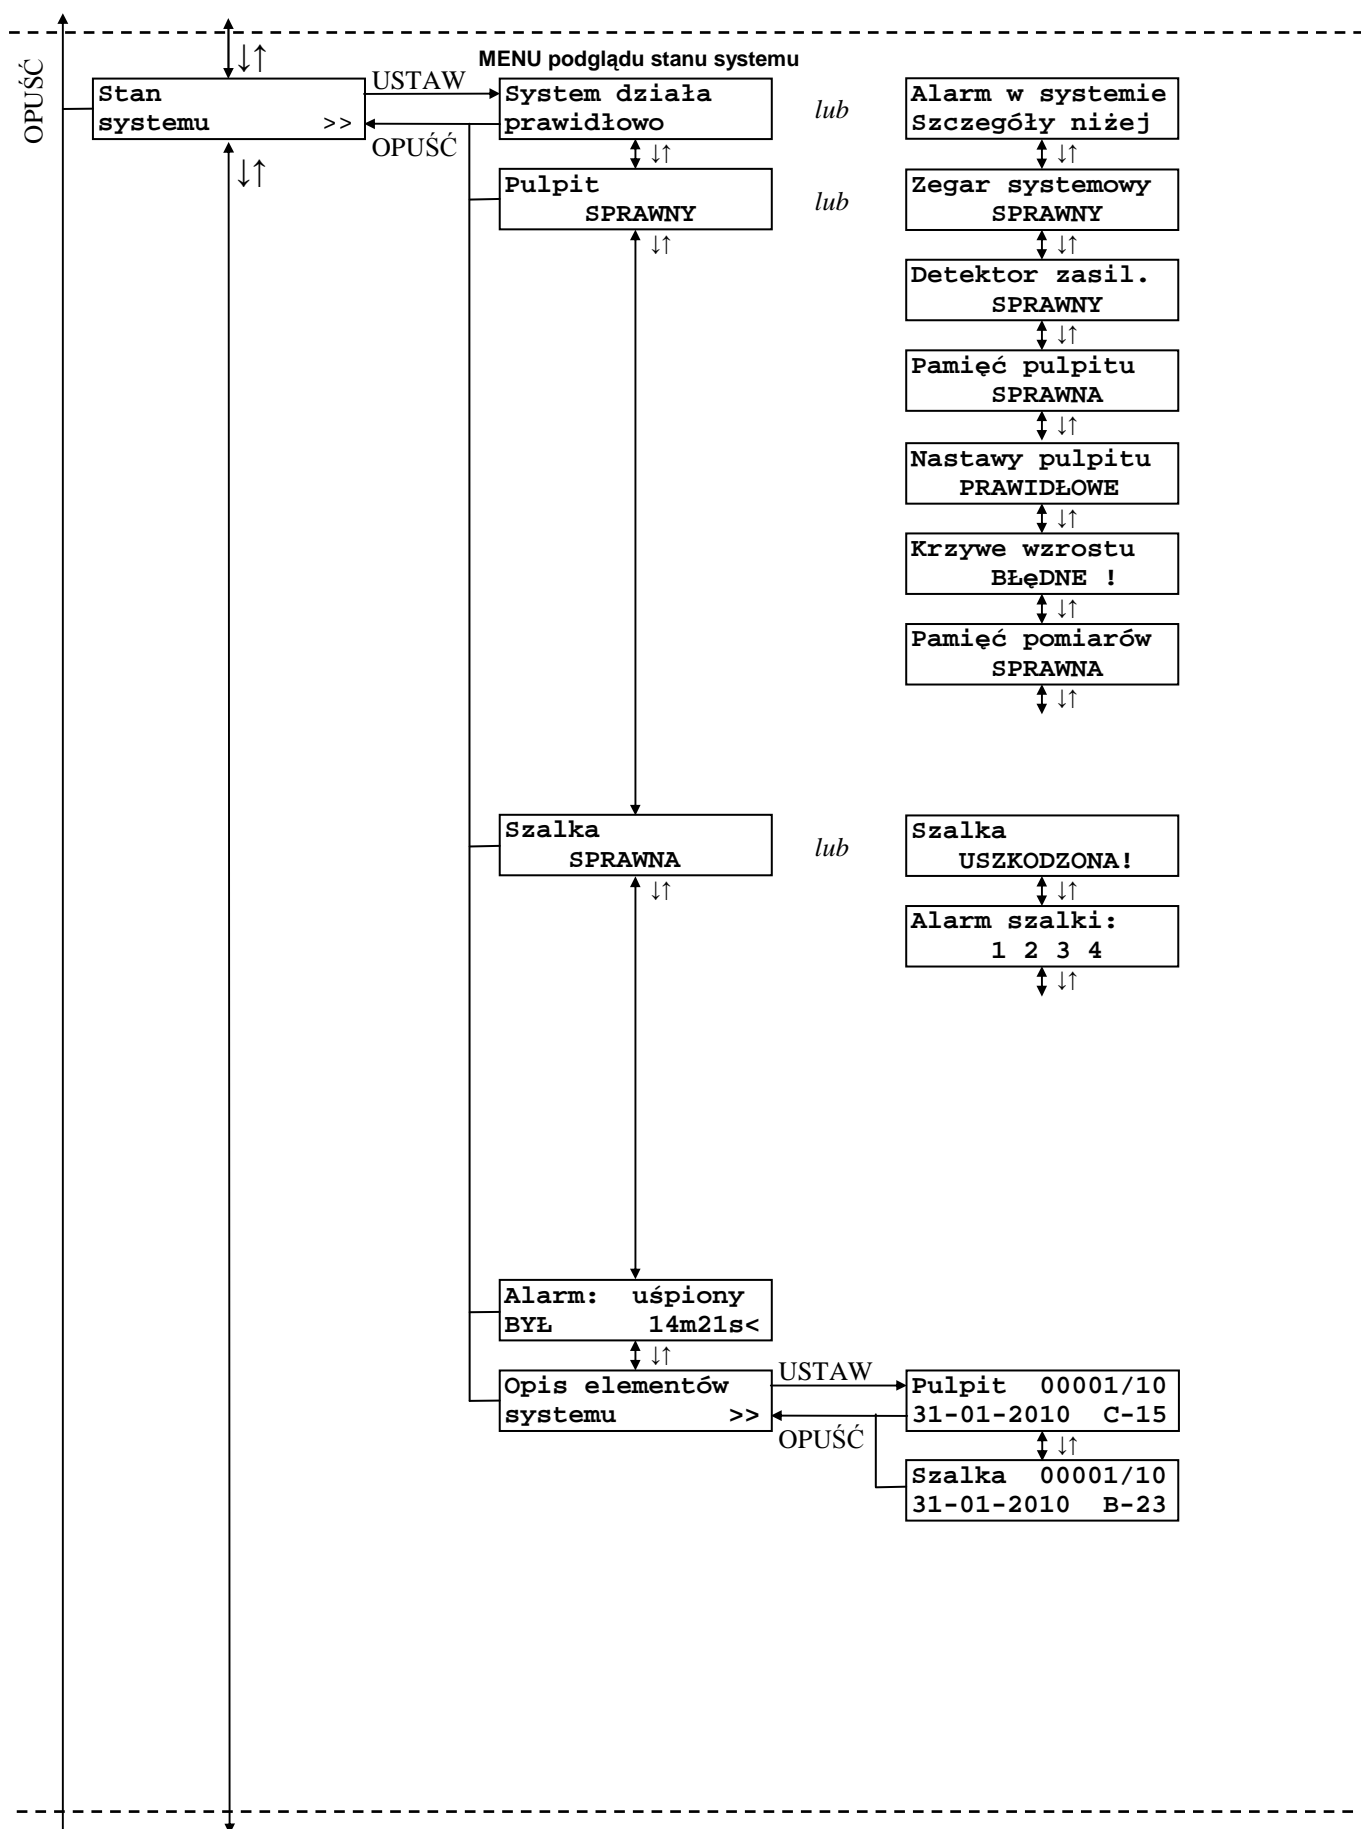 OPUŚĆ
↓↑
MENU podglądu stanu systemu
Stan
systemu >>
USTAW
OPUŚĆ
↓↑
System działa
prawidłowo
lub
Alarm w systemie
Szczegóły niżej
↓↑
↓↑
Pulpit
SPRAWNY
lub
Zegar systemowy
SPRAWNY
↓↑
↓↑
Detektor zasil.
SPRAWNY
↓↑
Pamięć pulpitu
SPRAWNA
↓↑
Nastawy pulpitu
PRAWIDŁOWE
↓↑
Krzywe wzrostu
BŁęDNE !
↓↑
Pamięć pomiarów
SPRAWNA
↓↑
Szalka
SPRAWNA
lub
Szalka
USZKODZONA!
↓↑
↓↑
Alarm szalki:
1 2 3 4
↓↑
Alarm: uśpiony
BYŁ 14m21s<
↓↑
Opis elementów
systemu >>
USTAW
OPUŚĆ
Pulpit 00001/10
31-01-2010 C-15
↓↑
Szalka 00001/10
31-01-2010 B-23